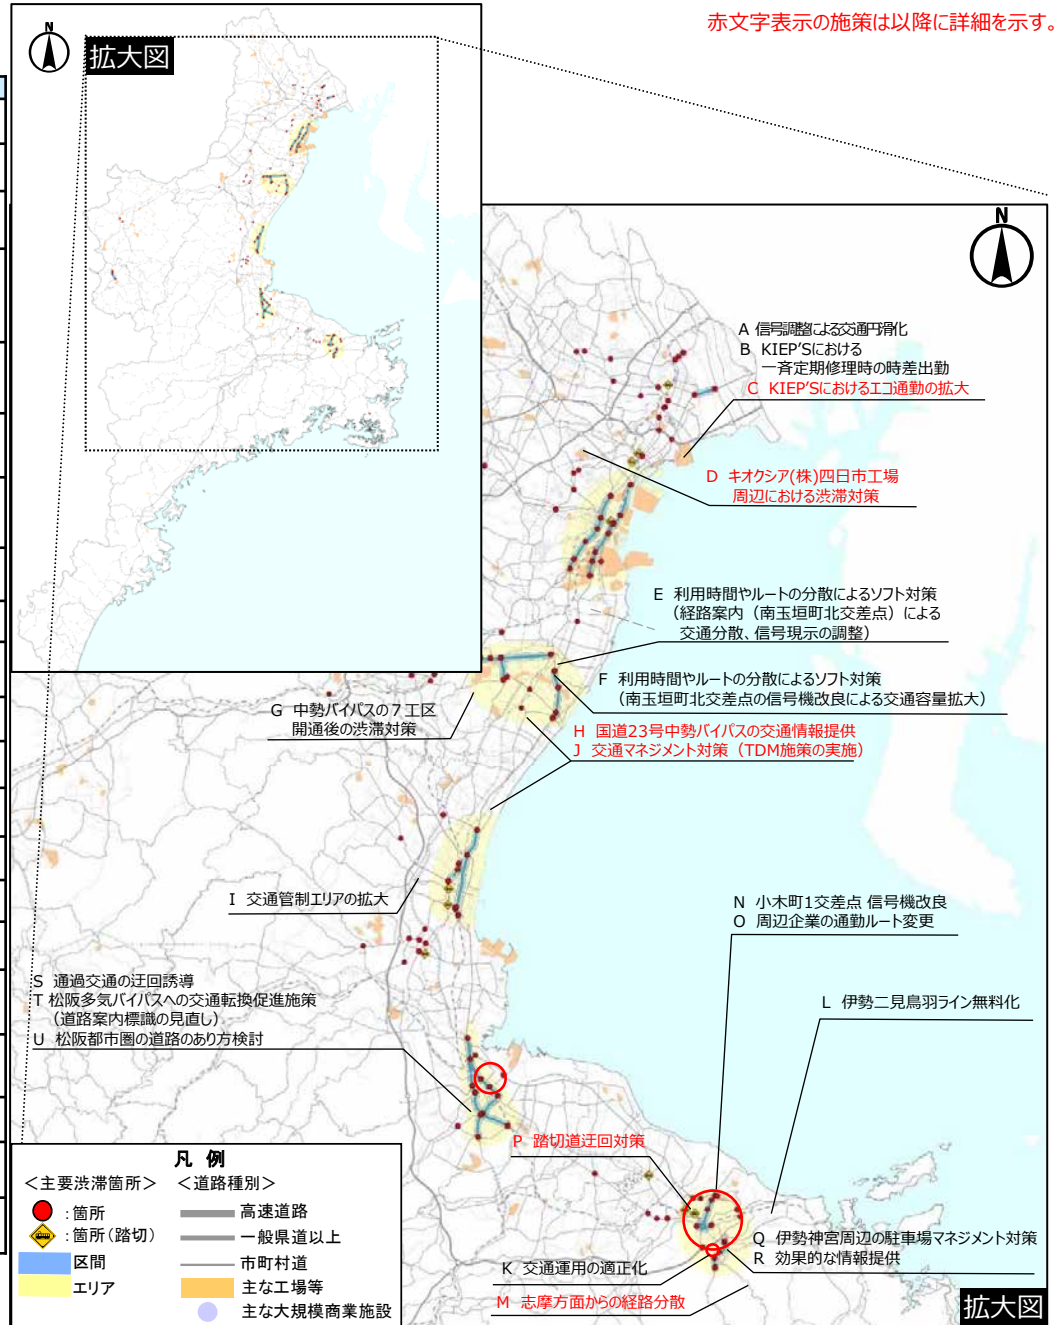 赤文字表示の施策は以降に詳細を示す。
N
拡大図
N
A 信号調整による交通円滑化
B KIEP'Sにおける
一斉定期修理時の時差出勤
C KIEP'Sにおけるエコ通勤の拡大
D キオクシア(株)四日市工場
周辺における渋滞対策
E 利用時間やルートの分散によるソフト対策
（経路案内（南玉垣町北交差点）による
交通分散、信号現示の調整）
F 利用時間やルートの分散によるソフト対策
（南玉垣町北交差点の信号機改良による交通容量拡大）
G 中勢バイパスの７工区
開通後の渋滞対策
H 国道23号中勢バイパスの交通情報提供
J 交通マネジメント対策（TDM施策の実施）
I 交通管制エリアの拡大
N 小木町1交差点 信号機改良
O 周辺企業の通勤ルート変更
S 通過交通の迂回誘導
T 松阪多気バイパスへの交通転換促進施策
（道路案内標識の見直し）
U 松阪都市圏の道路のあり方検討
L 伊勢二見鳥羽ライン無料化
P 踏切道迂回対策
Q 伊勢神宮周辺の駐車場マネジメント対策
R 効果的な情報提供
K 交通運用の適正化
M 志摩方面からの経路分散
拡大図
凡 例
＜主要渋滞箇所＞ ＜道路種別＞
：箇所 高速道路
：箇所（踏切） 一般県道以上
区間 市町村道
エリア 主な工場等
主な大規模商業施設